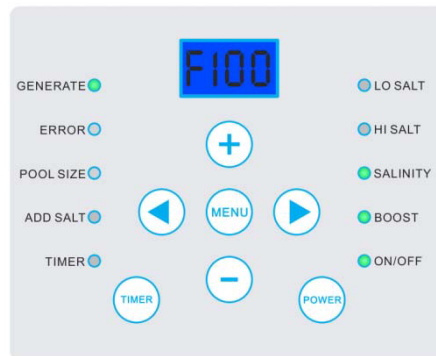 F100
GENERATE
ERROR
POOL SIZE
ADD SALT
TIMER
LO SALT
HI SALT
SALINITY
BOOST
ON/OFF
+
MENU
−
TIMER
POWER